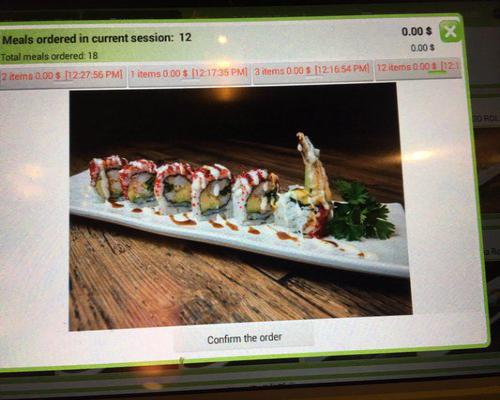 Meals ordered in current session: 12
0.00 $
Total meals ordered: 18
0.00 $
2 items 0.00 $ [12:27:56 PM]
1 items 0.00 $ [12:17:35 PM]
3 items 0.00 $ [12:16:54 PM]
12 items 0.00 $ [12:1
Confirm the order